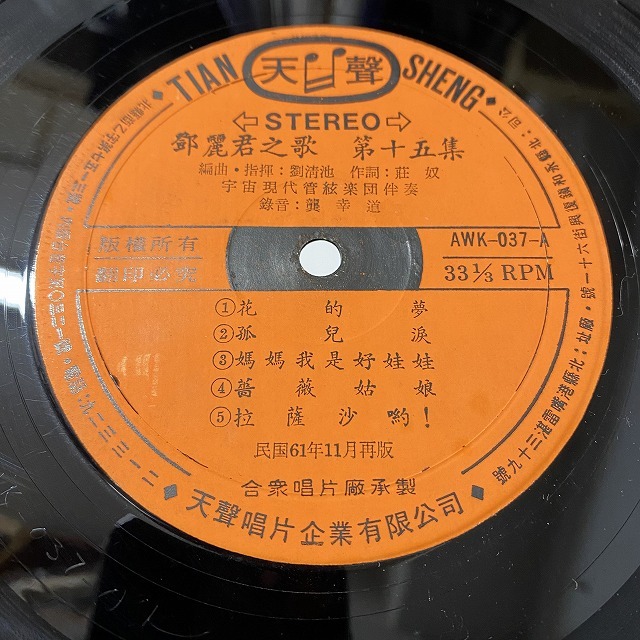 TIAN 天聲 SHENG
STEREO
鄧麗君之歌 第十五集
編曲・指揮:劉清池 作詞:莊奴
宇宙現代管絃楽団伴奏
錄音:龔幸道
版權所有
翻印必究
AWK-037-A
33⅓ RPM
①花的夢
②孤兒淚
③媽媽我是好娃娃
④薔薇姑娘
⑤拉薩沙喲!
民国61年11月再版
合衆唱片廠承製
天聲唱片企業有限公司